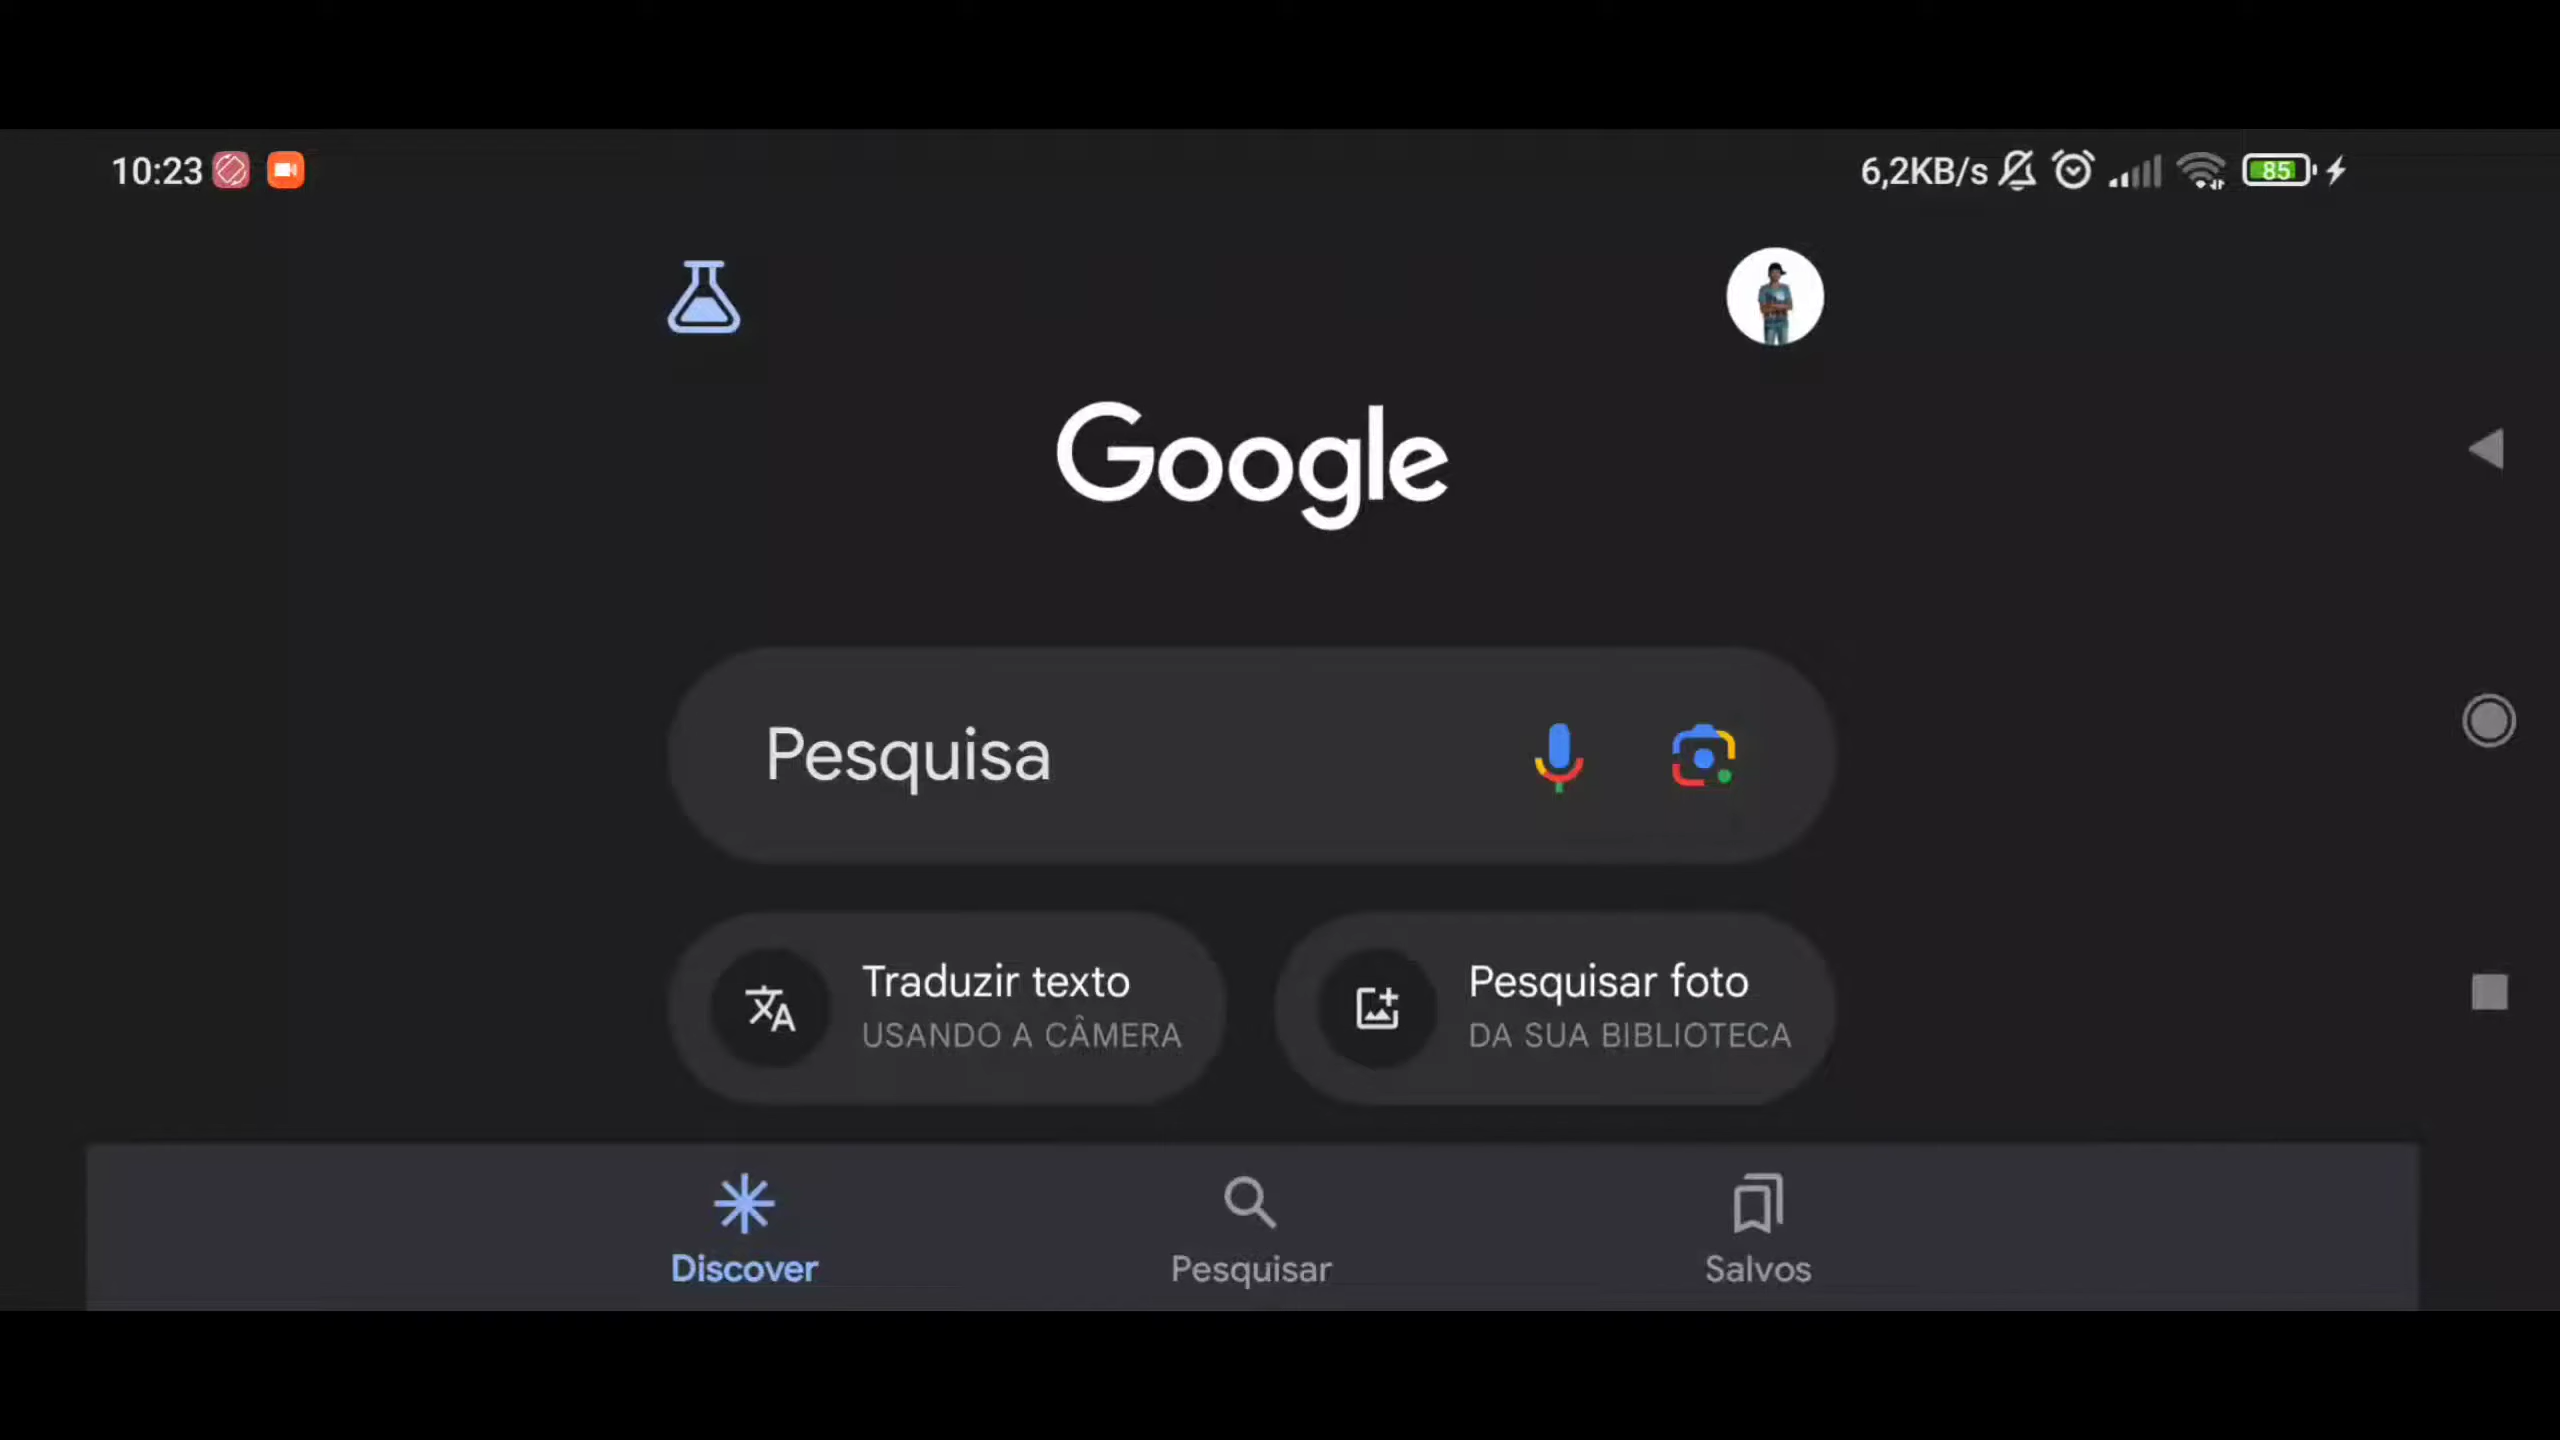 10:23
6,2KB/s
85
Google
Pesquisa
Traduzir texto
USANDO A CÂMERA
Pesquisar foto
DA SUA BIBLIOTECA
Discover
Pesquisar
Salvos